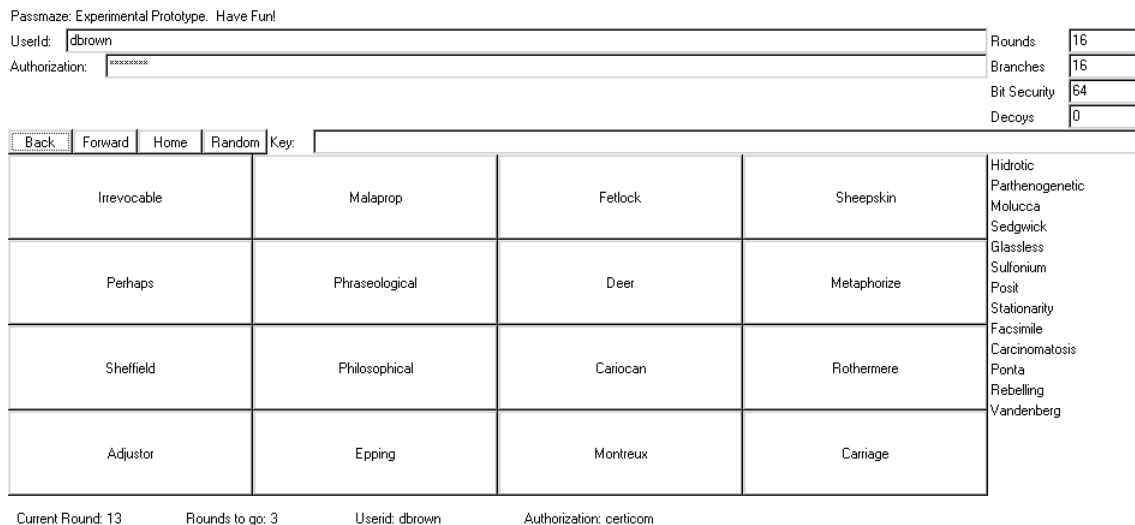 Passmaze: Experimental Prototype. Have Fun!
UserId: dbrown
Rounds 16
Authorization: ********
Branches 16
Bit Security 64
Decoys 0
Back Forward Home Random Key:
Irrevocable Malaprop Fetlock Sheepskin
Perhaps Phraseological Deer Metaphorize
Sheffield Philosophical Cariocan Rothermere
Adjustor Epping Montreux Carriage
Hidrotic
Parthenogenetic
Molucca
Sedgwick
Glassless
Sulfonium
Posit
Stationarity
Facsimile
Carcinomatosis
Ponta
Rebelling
Vandenberg
Current Round: 13 Rounds to go: 3 Userid: dbrown Authorization: certicom